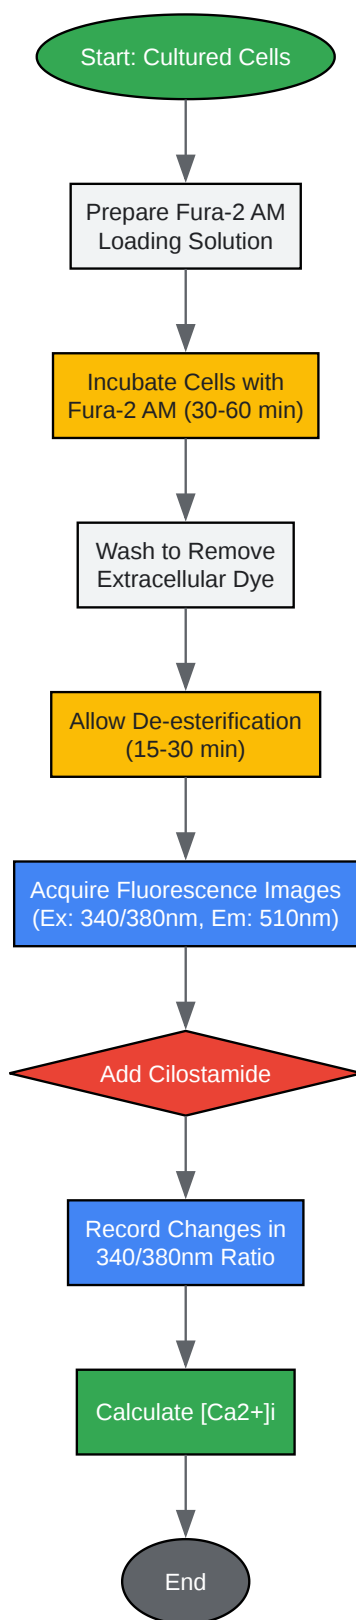 Start: Cultured Cells
Prepare Fura-2 AM
Loading Solution
Incubate Cells with
Fura-2 AM (30-60 min)
Wash to Remove
Extracellular Dye
Allow De-esterification
(15-30 min)
Acquire Fluorescence Images
(Ex: 340/380nm, Em: 510nm)
Add Cilostamide
Record Changes in
340/380nm Ratio
Calculate [Ca2+]i
End